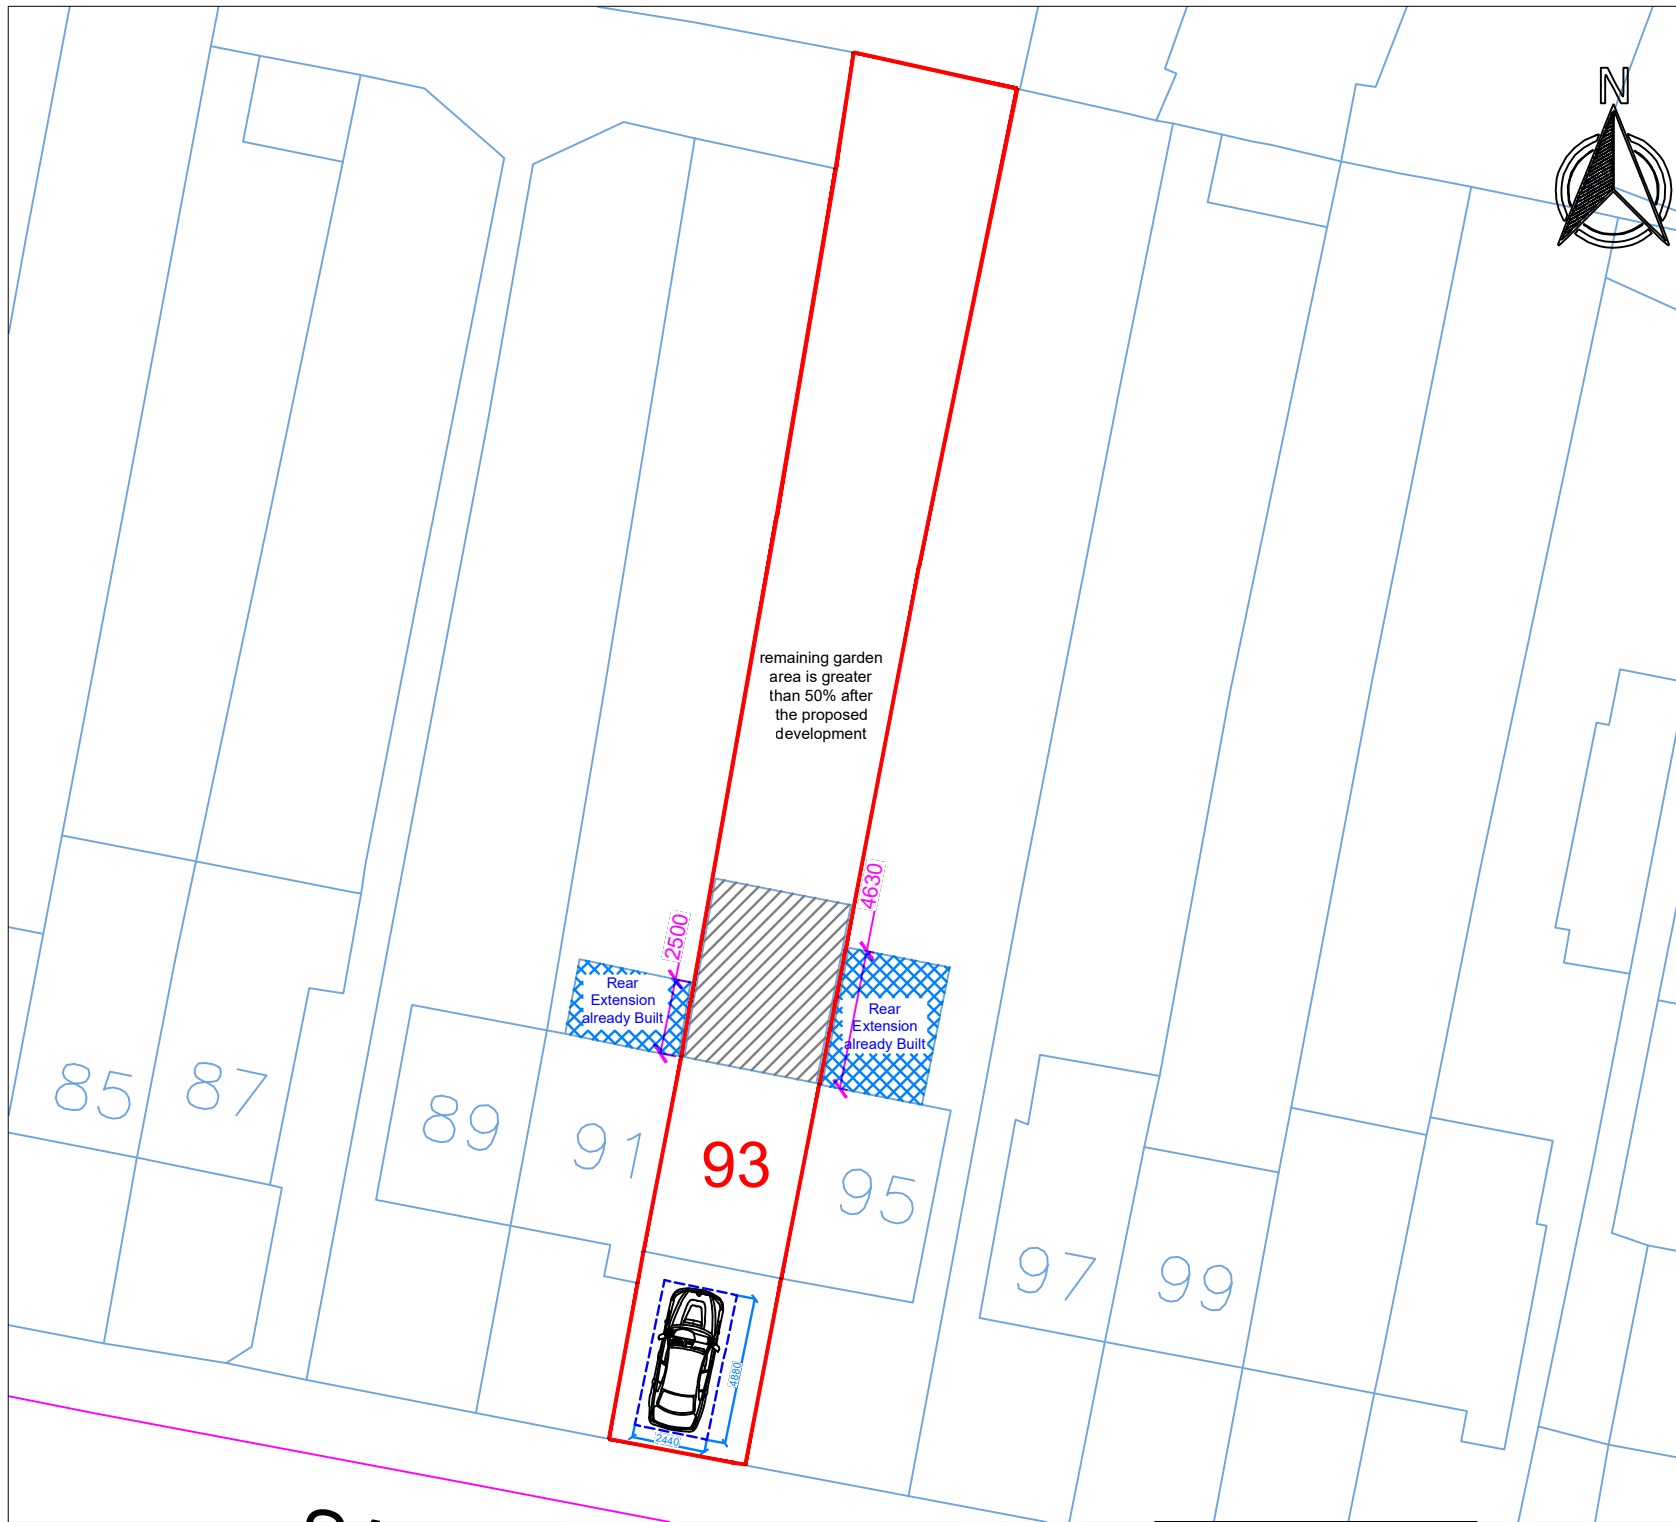 N
remaining garden
area is greater
than 50% after
the proposed
development
4630
2500
Rear
Extension
already Built
Rear
Extension
already Built
85
87
89
91
93
95
97
99
4880
2440